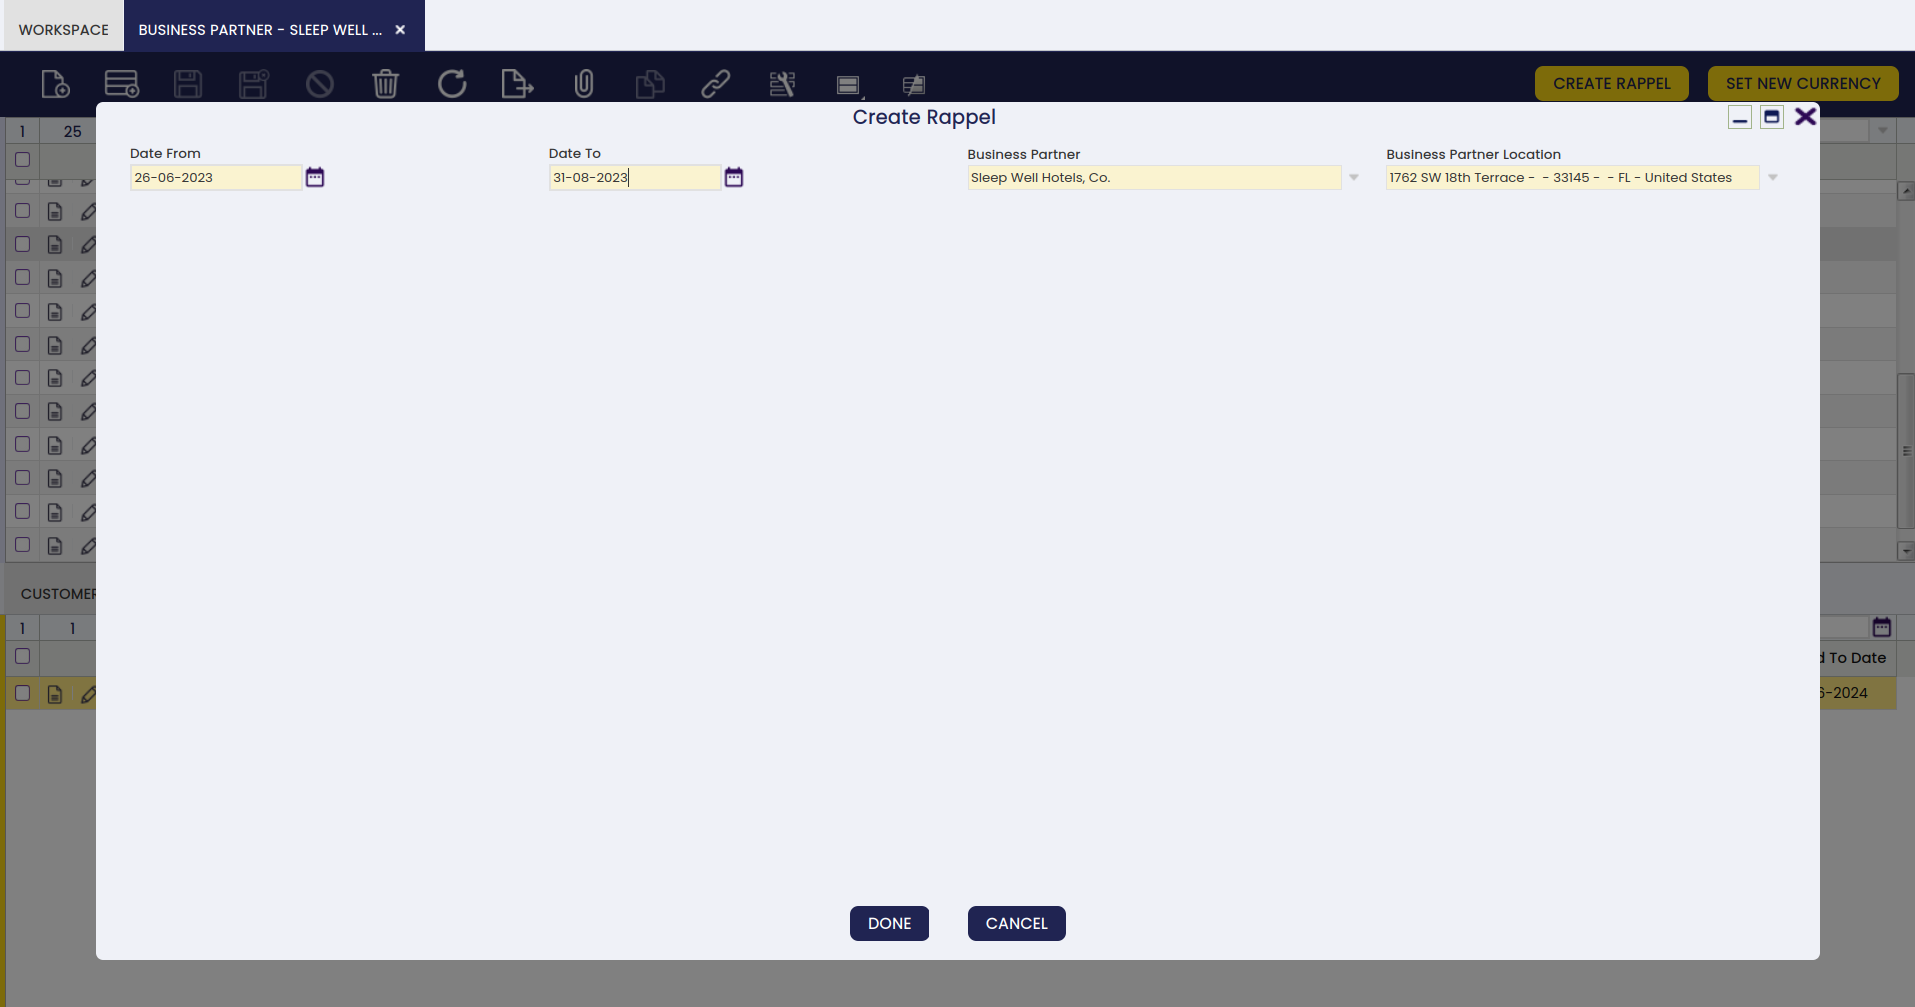 WORKSPACE
BUSINESS PARTNER - SLEEP WELL ...
CREATE RAPPEL
SET NEW CURRENCY
1 25
Create Rappel
Date From
26-06-2023
Date To
31-08-2023
Business Partner
Sleep Well Hotels, Co.
Business Partner Location
1762 SW 18th Terrace - - 33145 - - FL - United States
CUSTOMER
1 1
To Date
-2024
DONE
CANCEL